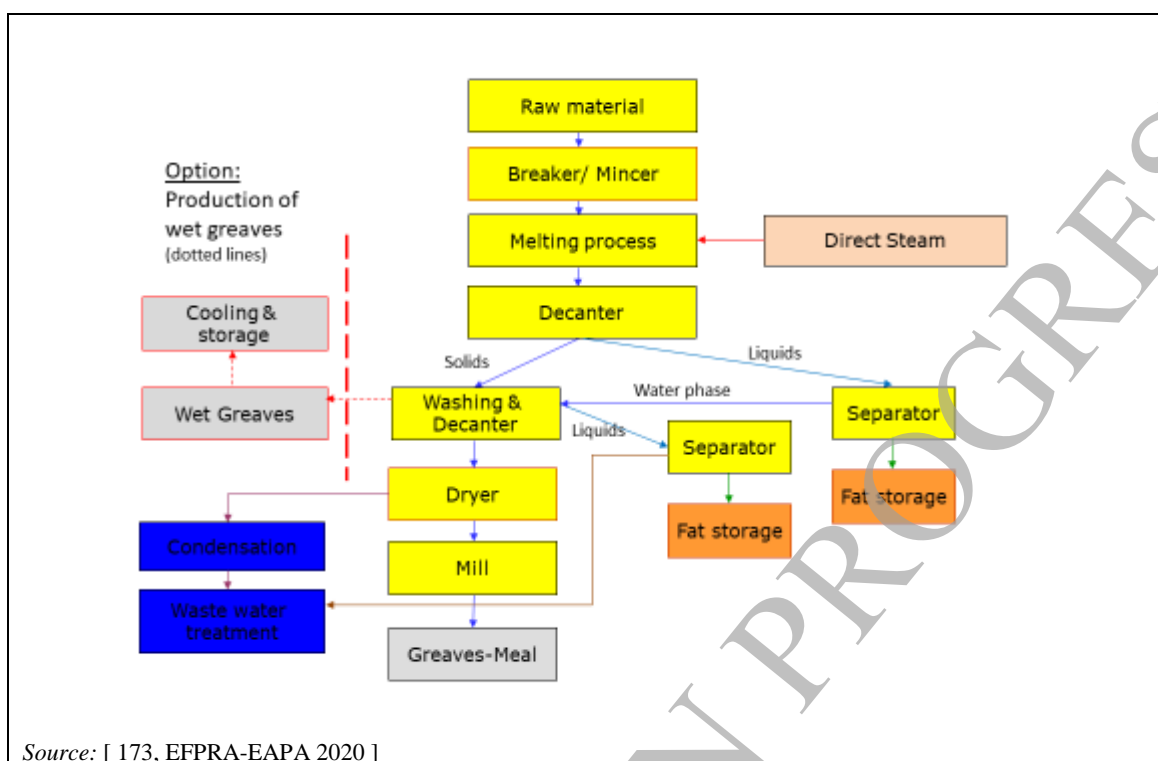 Raw material
Option:
Production of
wet greaves
(dotted lines)
Breaker/ Mincer
Melting process
Direct Steam
Decanter
Cooling &
storage
Solids
Liquids
Wet Greaves
Washing &
Decanter
Water phase
Separator
Liquids
Separator
Dryer
Fat storage
Fat storage
Condensation
Mill
Waste water
treatment
Greaves-Meal
N PROGRES
Source: [ 173, EFPRA-EAPA 2020 ]